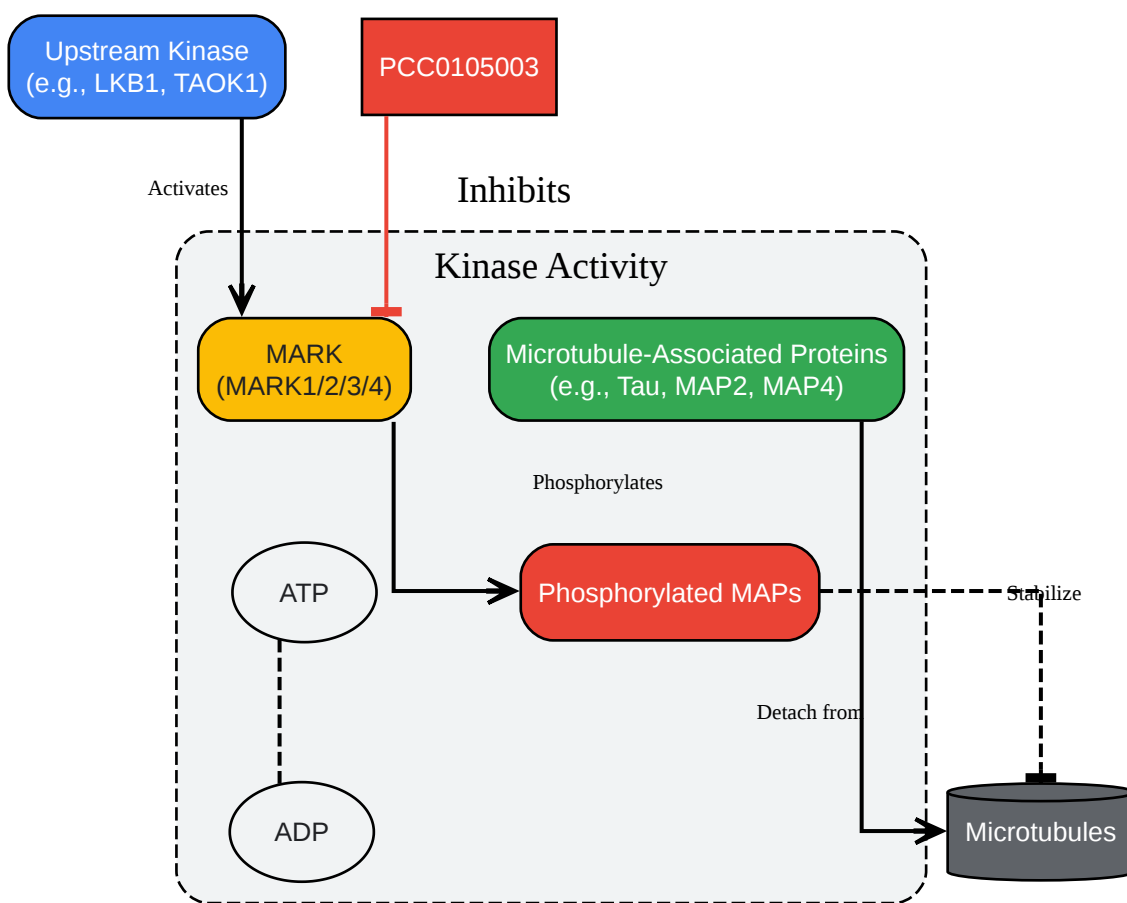 Upstream Kinase
(e.g., LKB1, TAOK1)
PCC0105003
Activates
Inhibits
Kinase Activity
MARK
(MARK1/2/3/4)
Microtubule-Associated Proteins
(e.g., Tau, MAP2, MAP4)
Phosphorylates
ATP
Phosphorylated MAPs
Stabilize
Detach from
ADP
Microtubules